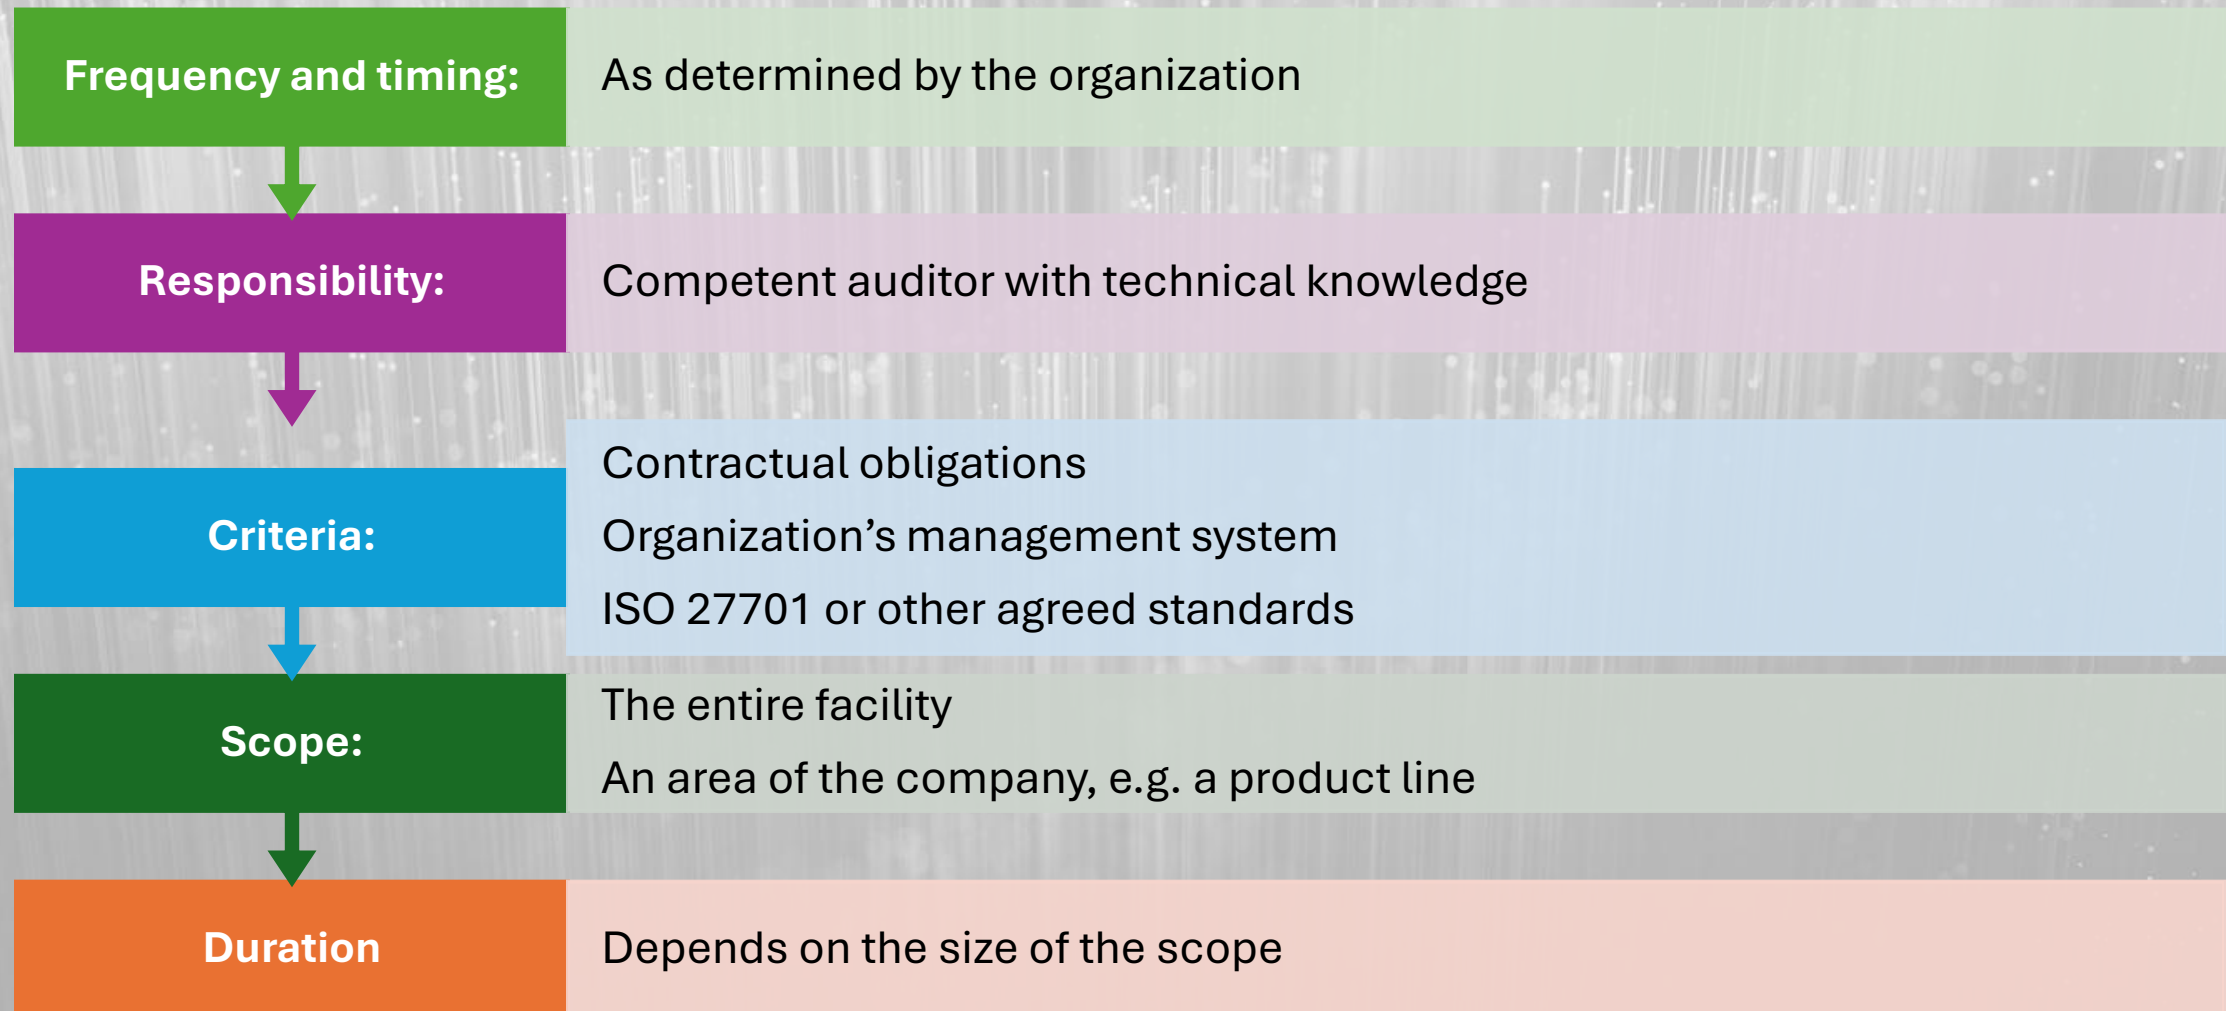 Frequency and timing:
As determined by the organization
Responsibility:
Competent auditor with technical knowledge
Criteria:
Contractual obligations
Organization’s management system
ISO 27701 or other agreed standards
Scope:
The entire facility
An area of the company, e.g. a product line
Duration
Depends on the size of the scope